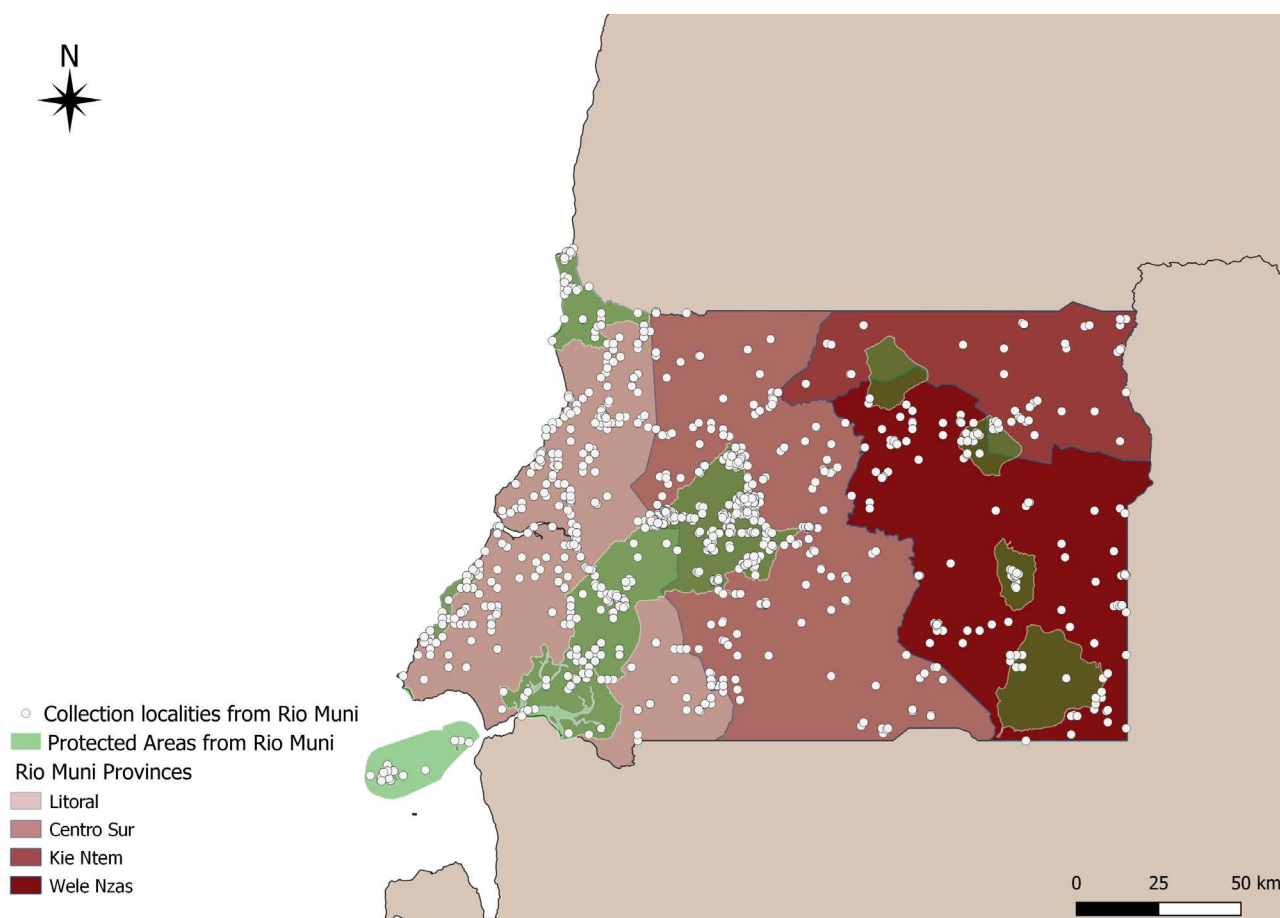 N
Collection localities from Rio Muni
Protected Areas from Rio Muni
Rio Muni Provinces
Litoral
Centro Sur
Kie Ntem
Wele Nzas
0 25 50 km